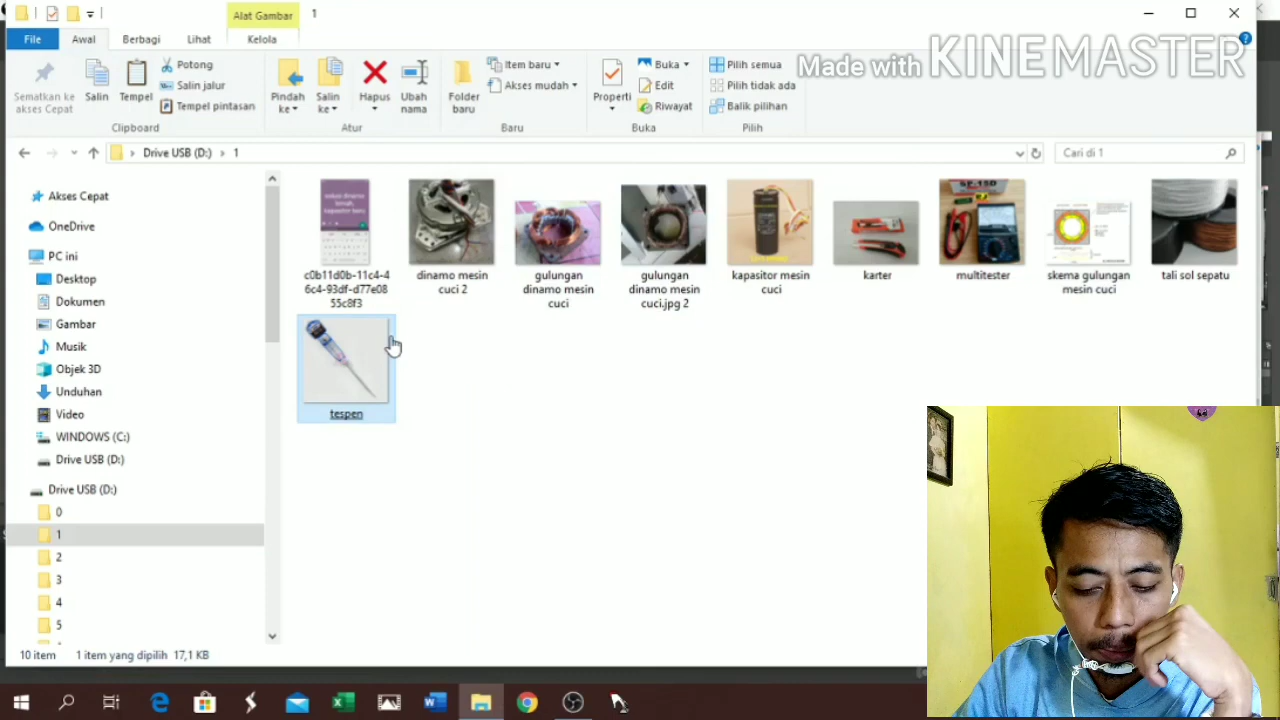 Alat Gambar
1
Made with KINEMASTER
File
Awal
Berbagi
Lihat
Kelola
Sematkan ke
akses Cepat
Salin
Tempel
Potong
Salin jalur
Tempel pintasan
Clipboard
Pindah
ke
Salin
ke
Hapus
Ubah
nama
Atur
Folder
baru
Item baru
Akses mudah
Baru
Properti
Buka
Edit
Riwayat
Buka
Pilih semua
Pilih tidak ada
Balik pilihan
Pilih
Drive USB (D:) > 1
Cari di 1
Akses Cepat
OneDrive
PC ini
Desktop
Dokumen
Gambar
Musik
Objek 3D
Unduhan
Video
WINDOWS (C:)
Drive USB (D:)
Drive USB (D:)
0
1
2
3
4
5
c0b11d0b-11c4-4
6c4-93df-d77e08
55c8f3
dinamo mesin
cuci 2
gulungan
dinamo mesin
cuci
gulungan
dinamo mesin
cuci.jpg 2
kapasitor mesin
cuci
karter
multitester
skema gulungan
mesin cuci
tali sol sepatu
tespen
10 item
1 item yang dipilih 17,1 KB